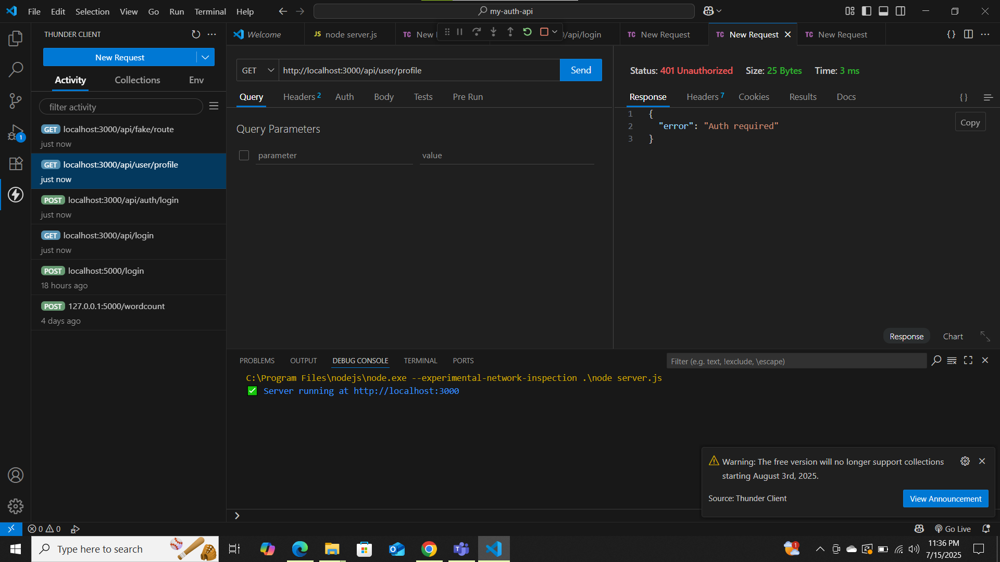 File Edit Selection View Go Run Terminal Help
my-auth-api
THUNDER CLIENT
New Request
Activity Collections Env
filter activity
GET localhost:3000/api/fake/route
just now
GET localhost:3000/api/user/profile
just now
POST localhost:3000/api/auth/login
just now
GET localhost:3000/api/login
just now
POST localhost:5000/login
18 hours ago
POST 127.0.0.1:5000/wordcount
4 days ago
Welcome
JS node server.js
TC New
/api/login
TC New Request
TC New Request
TC New Request
GET http://localhost:3000/api/user/profile Send
Query Headers 2 Auth Body Tests Pre Run
Query Parameters
parameter value
Status: 401 Unauthorized Size: 25 Bytes Time: 3 ms
Response Headers 7 Cookies Results Docs {}
1 {
2 "error": "Auth required"
3 }
Copy
Response Chart
PROBLEMS OUTPUT DEBUG CONSOLE TERMINAL PORTS
Filter (e.g. text, !exclude, \escape)
C:\Program Files\nodejs\node.exe --experimental-network-inspection .\node server.js
✅ Server running at http://localhost:3000
Warning: The free version will no longer support collections
starting August 3rd, 2025.
Source: Thunder Client
View Announcement
1
0 0
Go Live
Type here to search
1
11:36 PM
7/15/2025